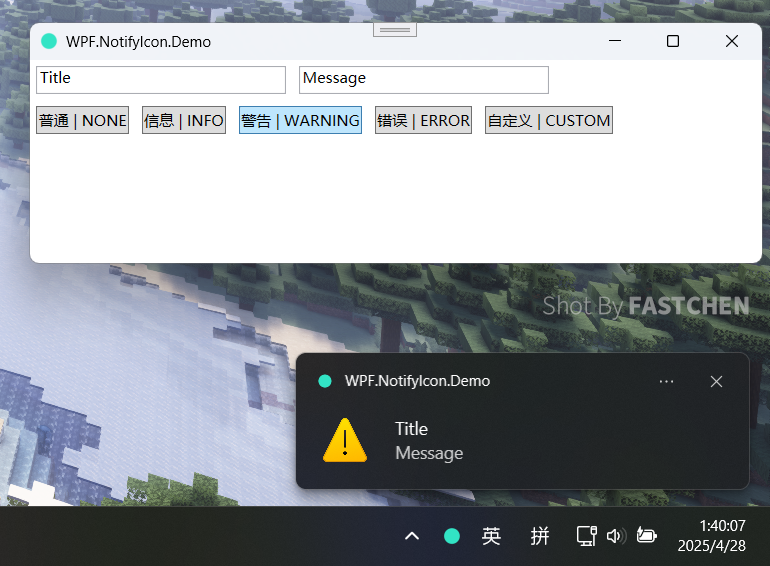 WPF.NotifyIcon.Demo
Title Message
普通 | NONE 信息 | INFO 警告 | WARNING 错误 | ERROR 自定义 | CUSTOM
Shot By FASTCHEN
WPF.NotifyIcon.Demo
Title
Message
英 拼
1:40:07
2025/4/28